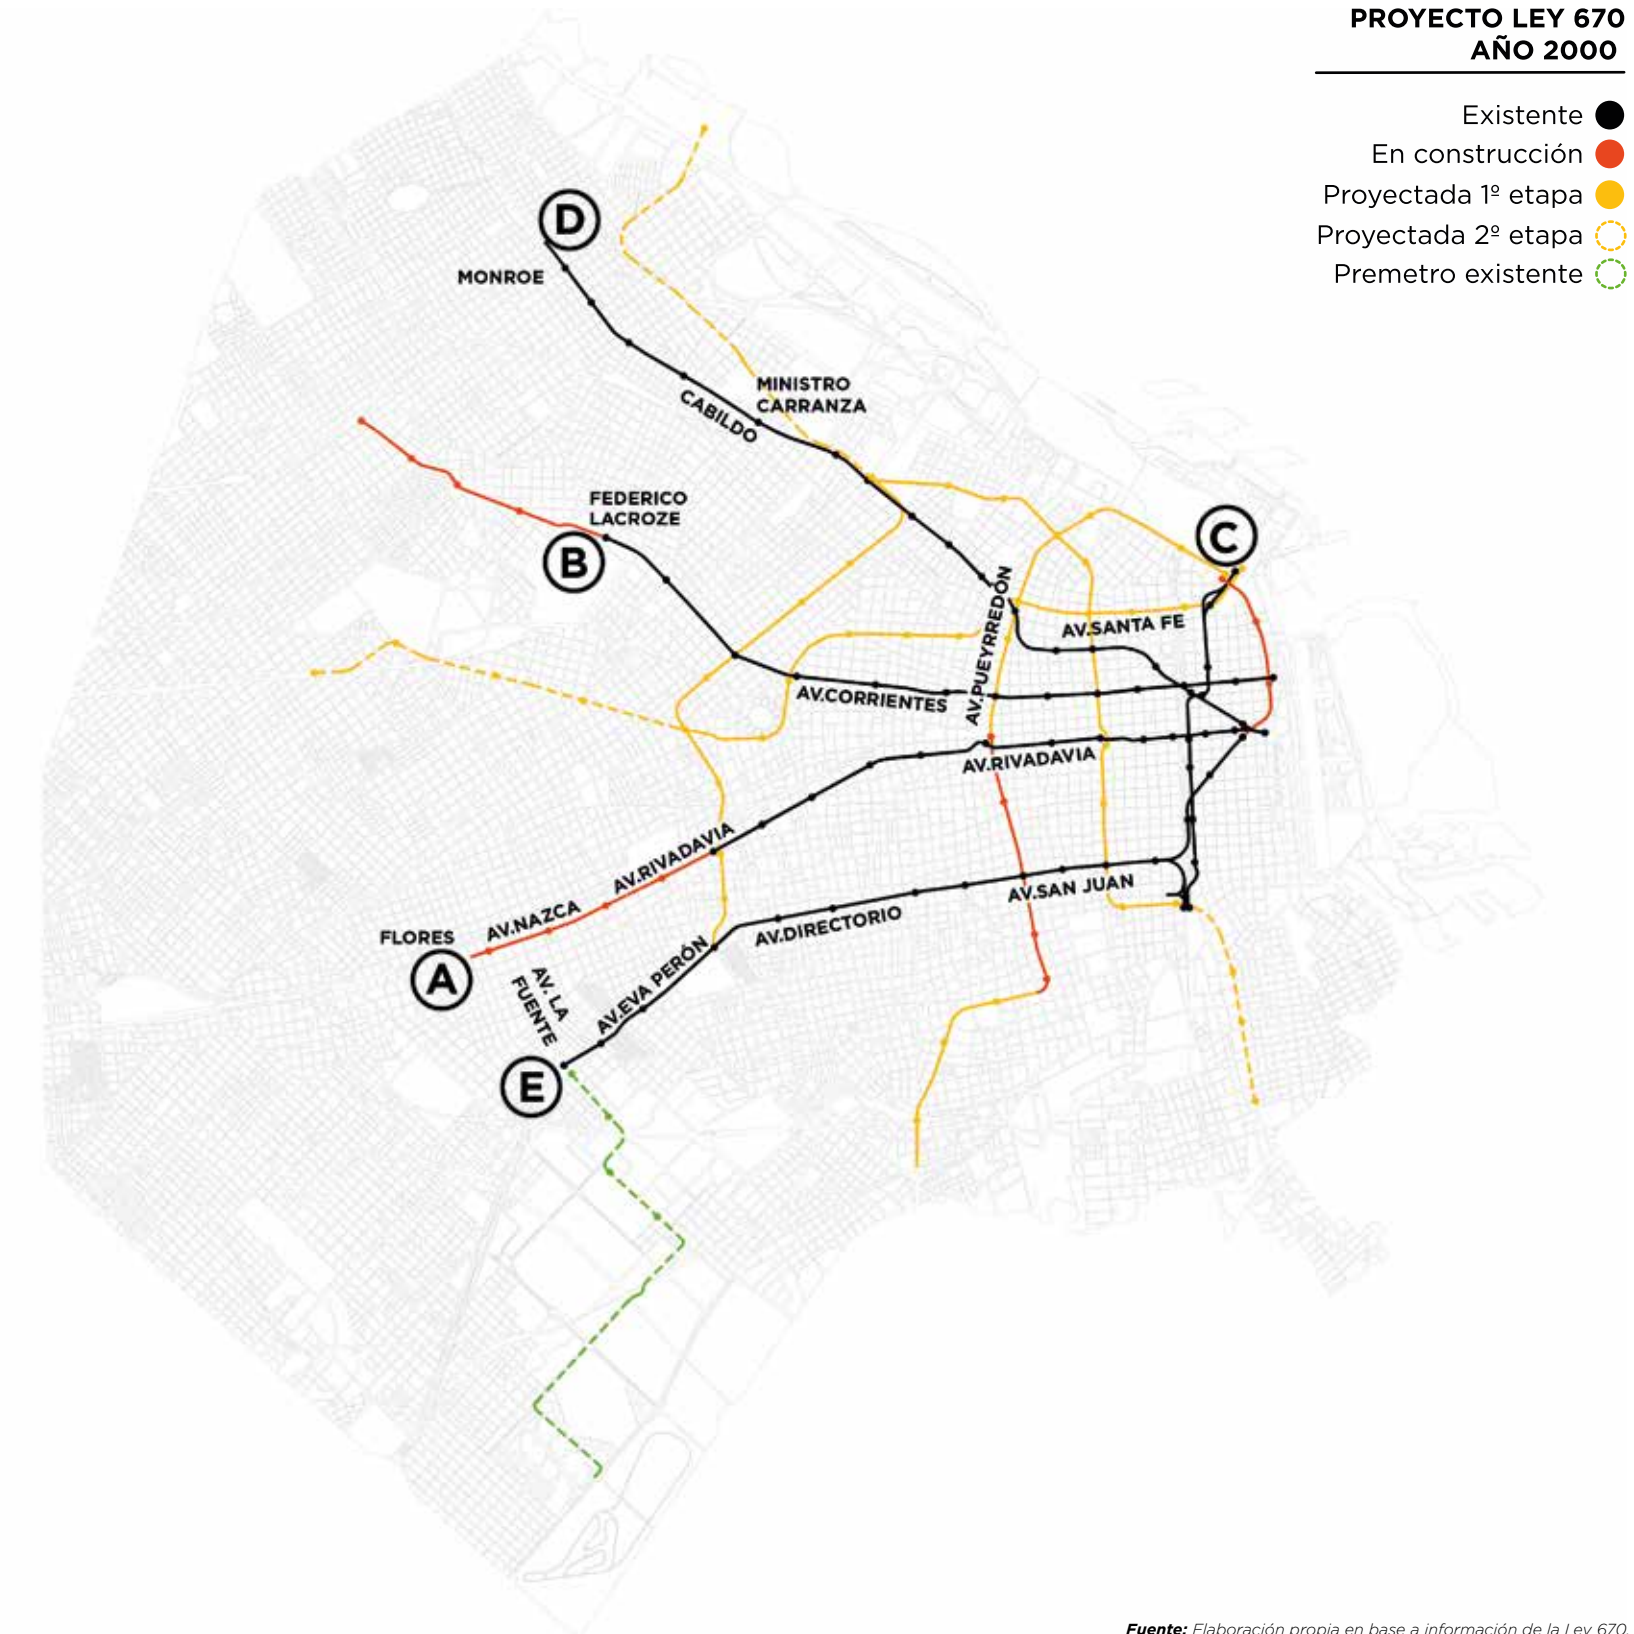 PROYECTO LEY 670
AÑO 2000
Existente
En construcción
Proyectada 1º etapa
Proyectada 2º etapa
Premetro existente
D
MONROE
MINISTRO
CARRANZA
CABILDO
FEDERICO
LACROZE
B
C
AV.PUEYRREDÓN
AV.SANTA FE
AV.CORRIENTES
AV.RIVADAVIA
AV.RIVADAVIA
AV.NAZCA
FLORES
A
AV.SAN JUAN
AV.DIRECTORIO
AV.EVA PERÓN
AV. LA
FUENTE
E
Fuente: Elaboración propia en base a información de la Ley 670.